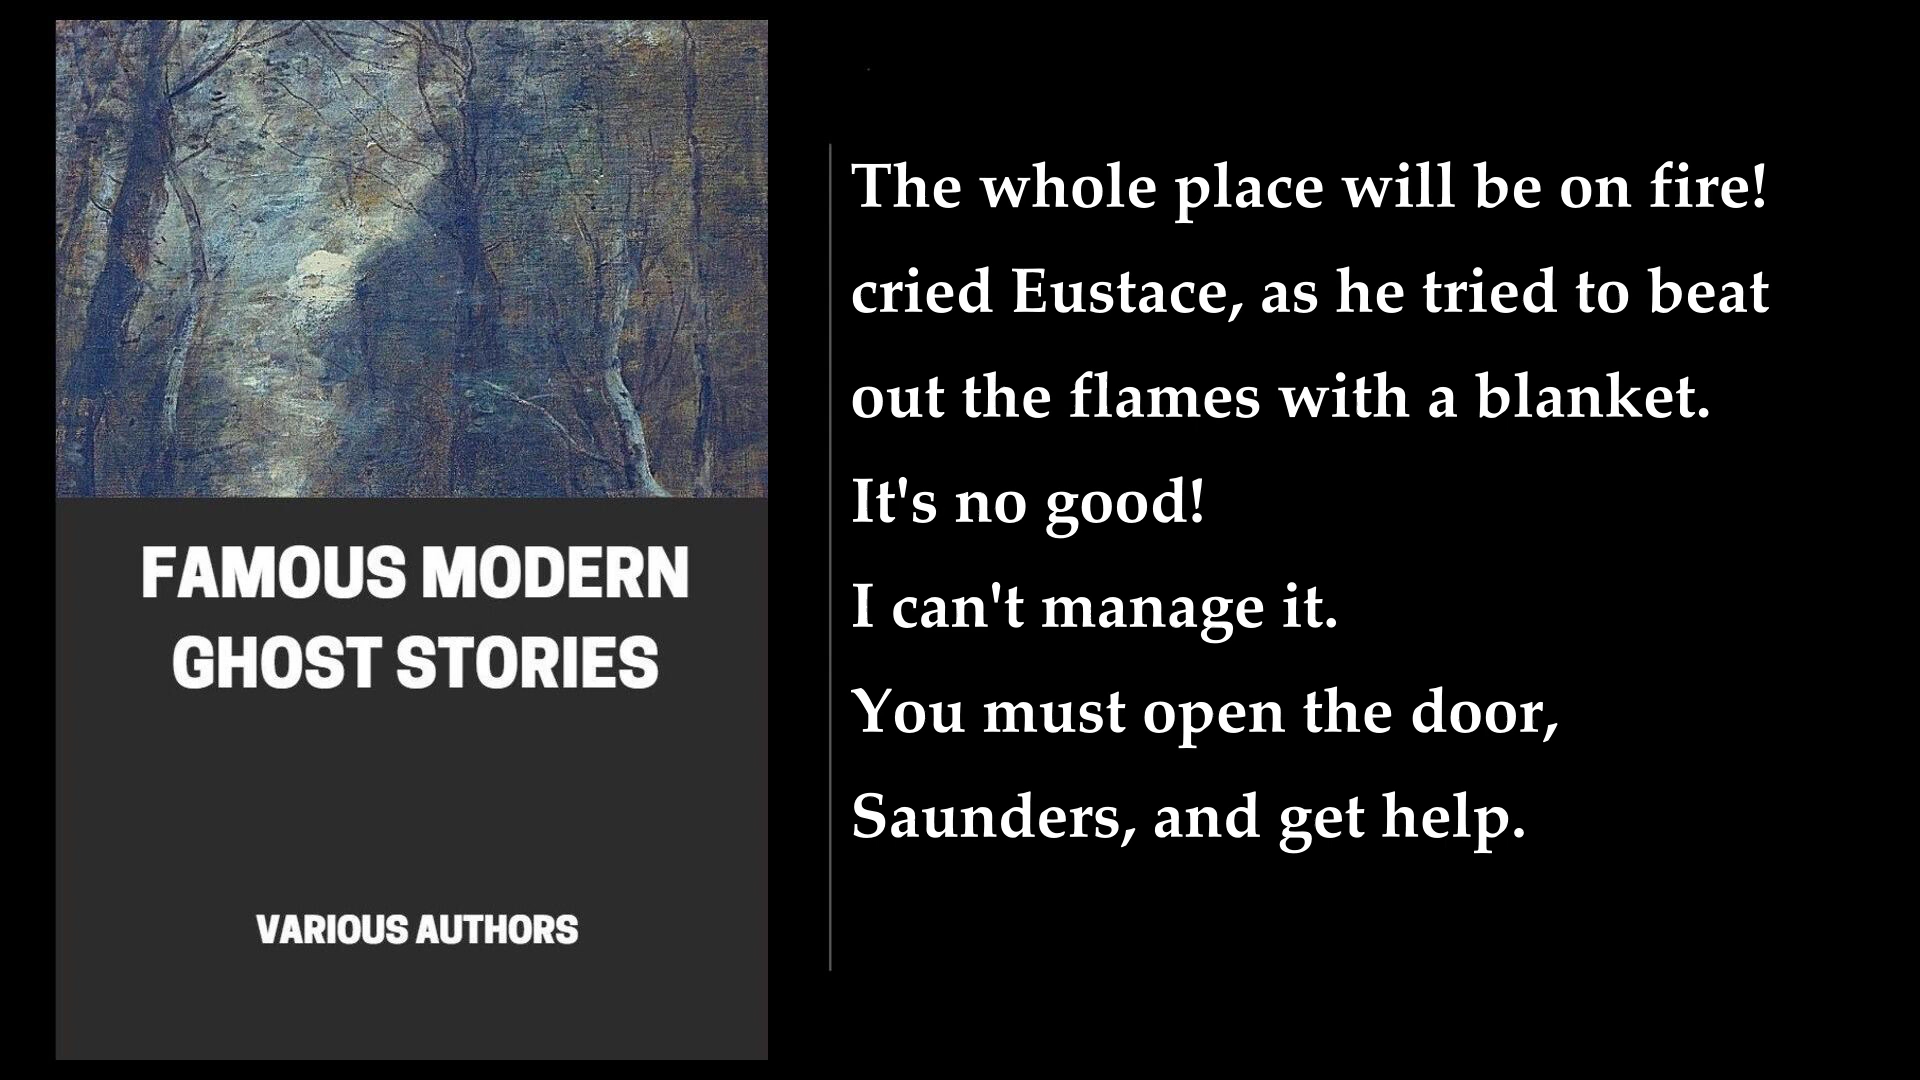 FAMOUS MODERN
GHOST STORIES
VARIOUS AUTHORS
The whole place will be on fire!
cried Eustace, as he tried to beat
out the flames with a blanket.
It's no good!
I can't manage it.
You must open the door,
Saunders, and get help.